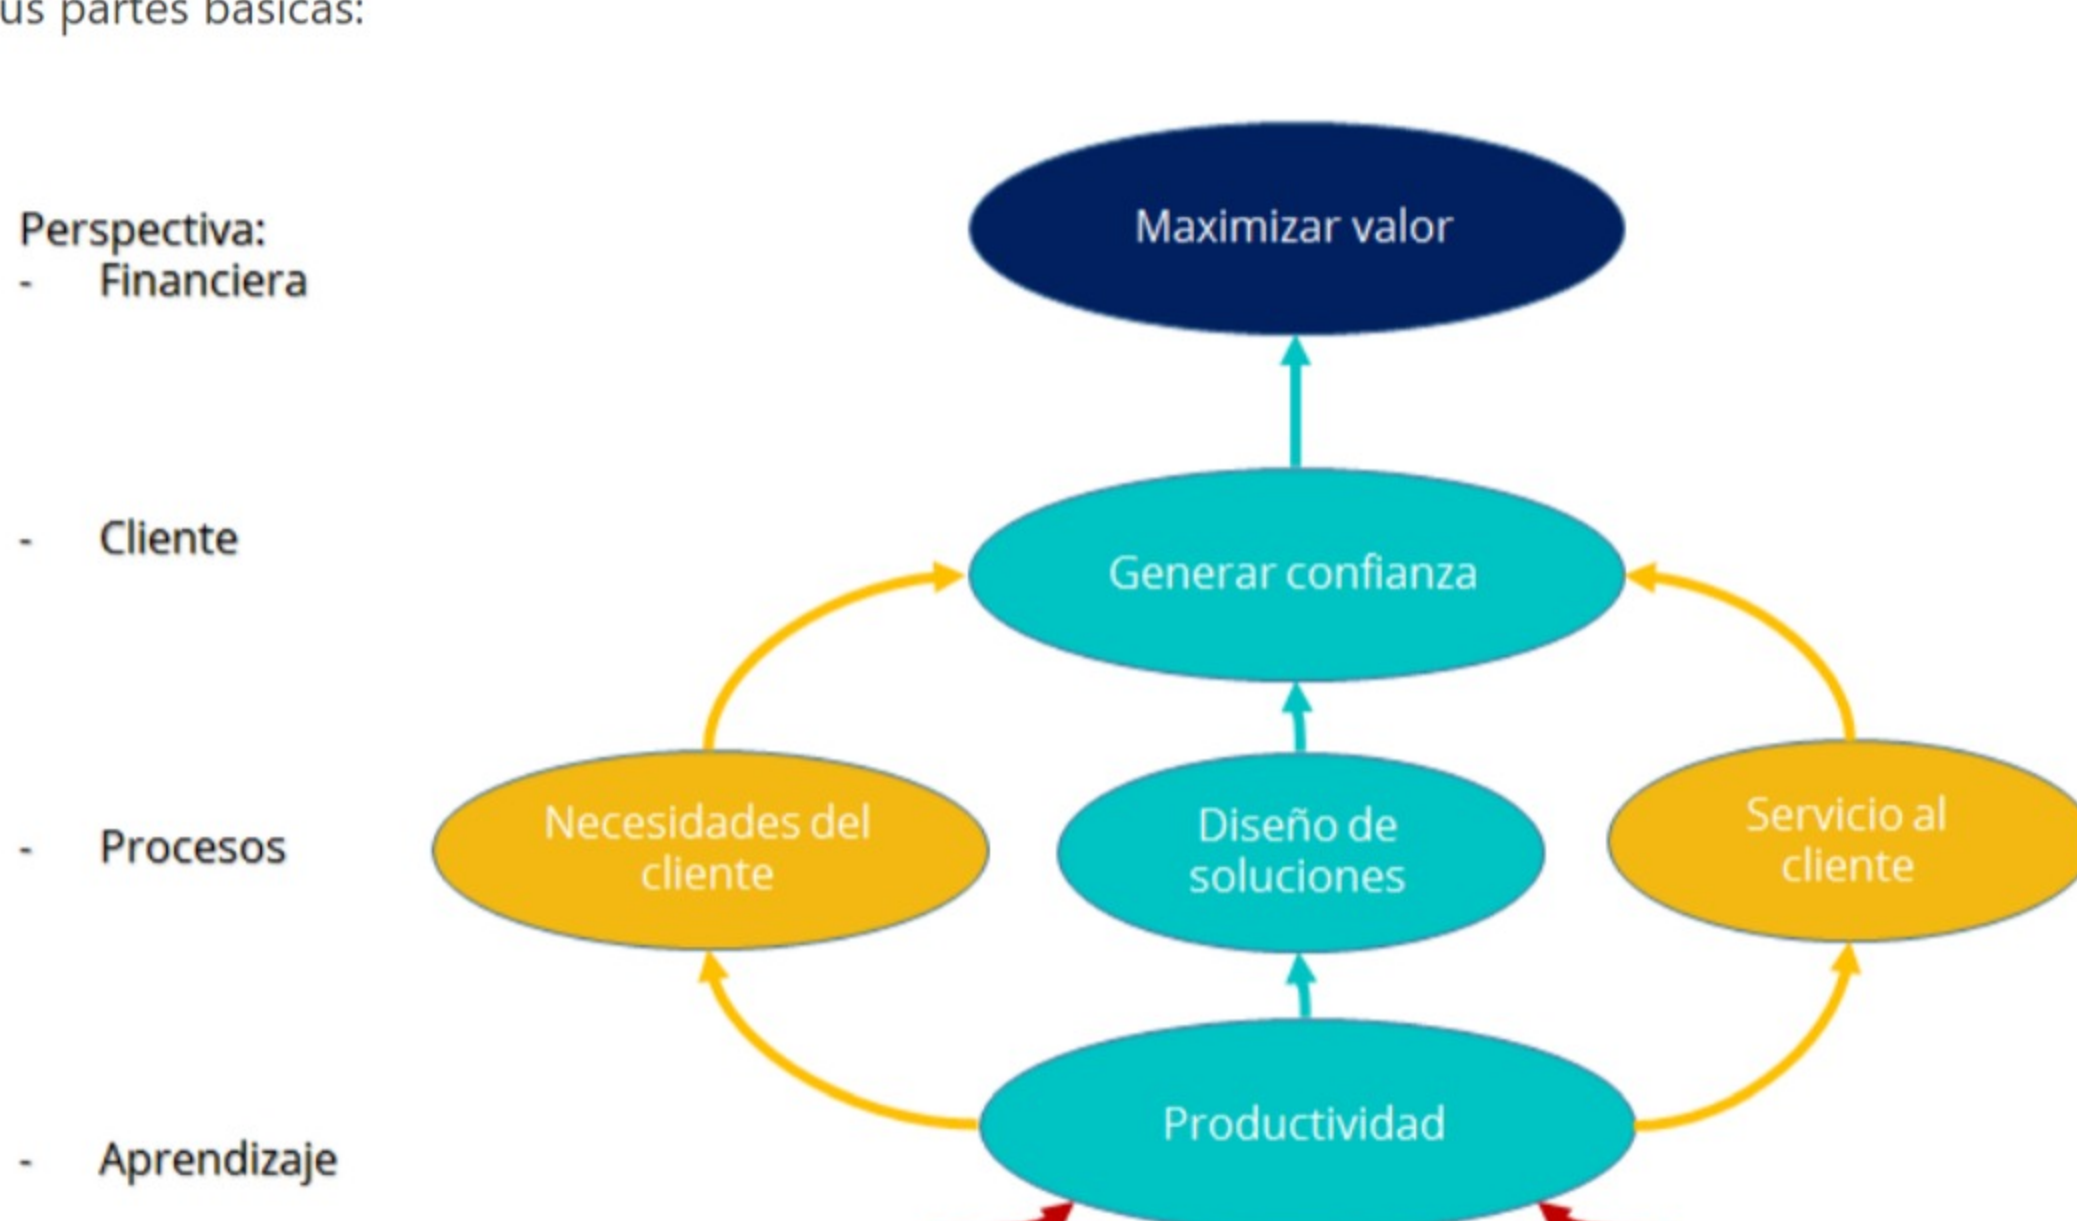 us partes básicas:
Maximizar valor
Perspectiva:
- Financiera
- Cliente
Generar confianza
Necesidades del
cliente
Diseño de
soluciones
Servicio al
cliente
- Procesos
Productividad
- Aprendizaje